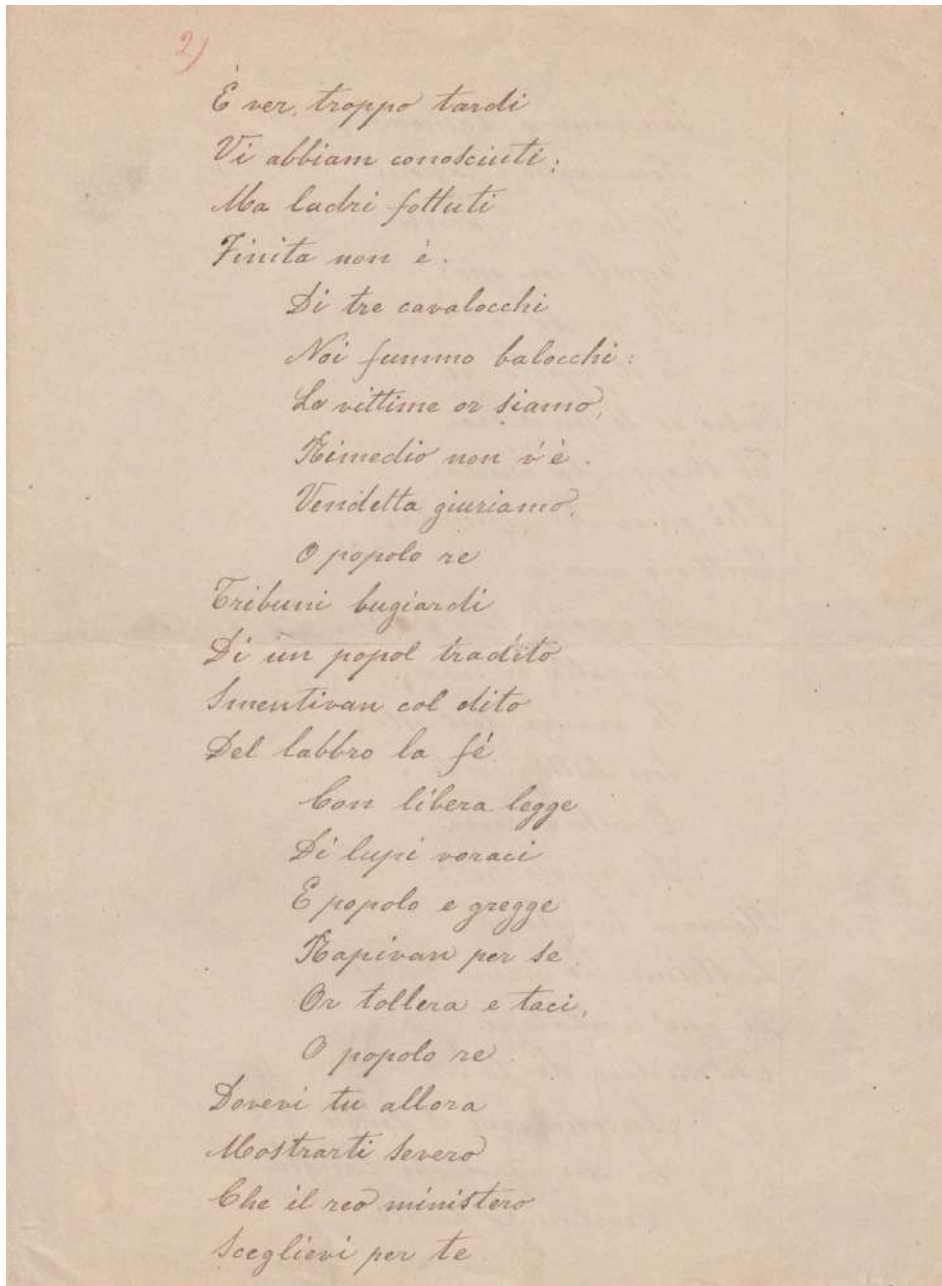 2)
È ver, troppo tardi
Vi abbiam conosciuti;
Ma ladri fottuti
Finita non è.
Di tre cavalocchi
Noi fummo balocchi:
Le vittime or siamo,
Rimedio non v'è.
Vendetta giuriamo,
O popolo re
Tribuni bugiardi
Di un popol tradito
Smentivan col dito
Del labbro la fé
Con libera legge
Di lupi voraci
E popolo e gregge
Rapivan per se.
Or tollera e taci,
O popolo re.
Dovevi tu allora
Mostrarti severo
Che il reo ministero
Sceglievi per te